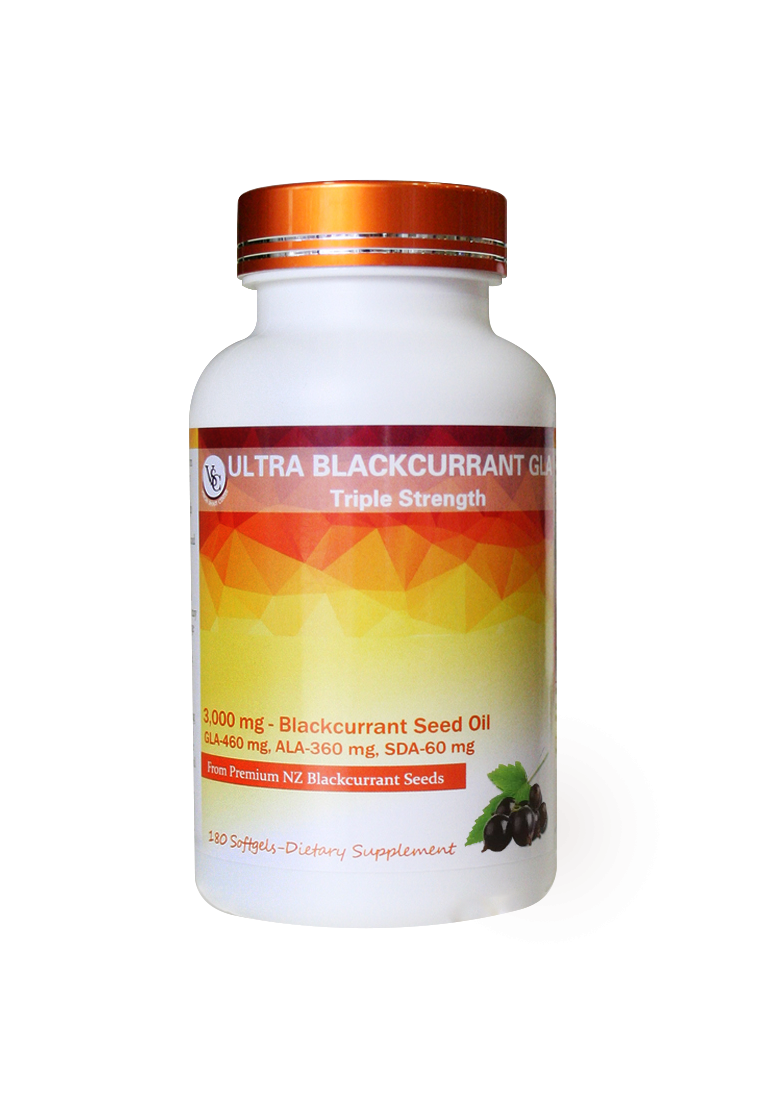 VSC
ULTRA BLACKCURRANT GLA
Triple Strength
3,000 mg - Blackcurrant Seed Oil
GLA-460 mg, ALA-360 mg, SDA-60 mg
From Premium NZ Blackcurrant Seeds
180 Softgels-Dietary Supplement